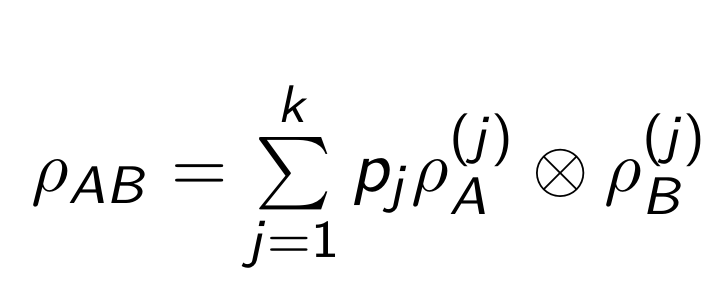 ρ_{AB} = \sum_{j=1}^{k} p_j ρ_A^{(j)} ⊗ ρ_B^{(j)}